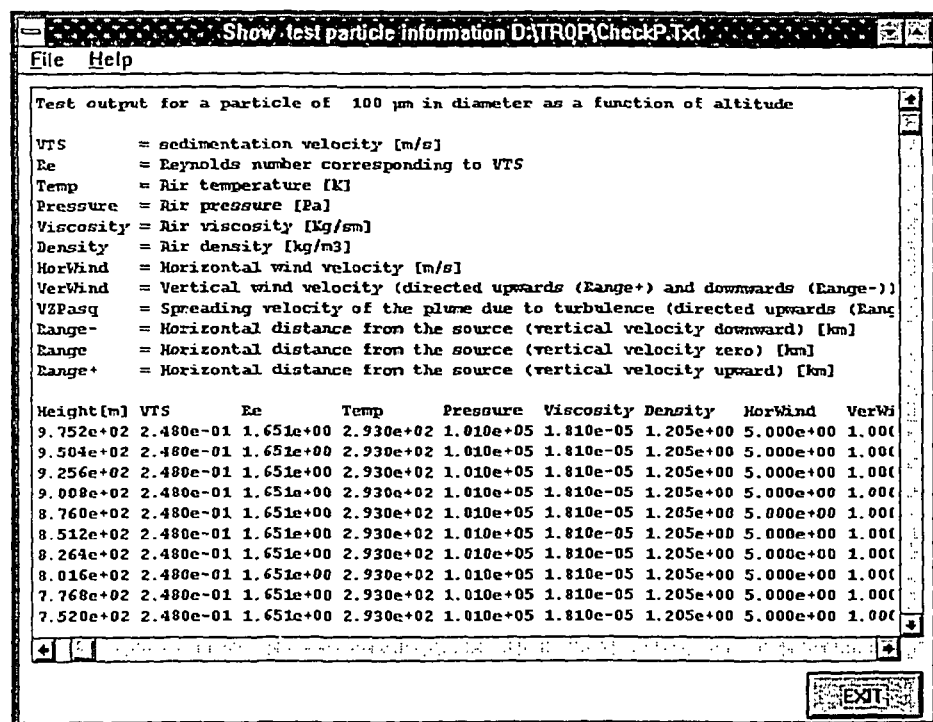 Show test particle information D:\TROP\CheckP.Txt
File Help
Test output for a particle of 100 µm in diameter as a function of altitude
VTS = sedimentation velocity [m/s]
Re = Reynolds number corresponding to VTS
Temp = Air temperature [K]
Pressure = Air pressure [Pa]
Viscosity = Air viscosity [Kg/sm]
Density = Air density [kg/m3]
HorWind = Horizontal wind velocity [m/s]
VerWind = Vertical wind velocity (directed upwards (Range+) and downwards (Range-))
VZPasq = Spreading velocity of the plume due to turbulence (directed upwards (Rang
Range- = Horizontal distance from the source (vertical velocity downward) [km]
Range = Horizontal distance from the source (vertical velocity zero) [km]
Range+ = Horizontal distance from the source (vertical velocity upward) [km]
Height[m] VTS Re Temp Pressure Viscosity Density HorWind VerWi
9.752e+02 2.480e-01 1.651e+00 2.930e+02 1.010e+05 1.810e-05 1.205e+00 5.000e+00 1.000
9.504e+02 2.480e-01 1.651e+00 2.930e+02 1.010e+05 1.810e-05 1.205e+00 5.000e+00 1.000
9.256e+02 2.480e-01 1.651e+00 2.930e+02 1.010e+05 1.810e-05 1.205e+00 5.000e+00 1.000
9.008e+02 2.480e-01 1.651e+00 2.930e+02 1.010e+05 1.810e-05 1.205e+00 5.000e+00 1.000
8.760e+02 2.480e-01 1.651e+00 2.930e+02 1.010e+05 1.810e-05 1.205e+00 5.000e+00 1.000
8.512e+02 2.480e-01 1.651e+00 2.930e+02 1.010e+05 1.810e-05 1.205e+00 5.000e+00 1.000
8.264e+02 2.480e-01 1.651e+00 2.930e+02 1.010e+05 1.810e-05 1.205e+00 5.000e+00 1.000
8.016e+02 2.480e-01 1.651e+00 2.930e+02 1.010e+05 1.810e-05 1.205e+00 5.000e+00 1.000
7.768e+02 2.480e-01 1.651e+00 2.930e+02 1.010e+05 1.810e-05 1.205e+00 5.000e+00 1.000
7.520e+02 2.480e-01 1.651e+00 2.930e+02 1.010e+05 1.810e-05 1.205e+00 5.000e+00 1.000
EXIT